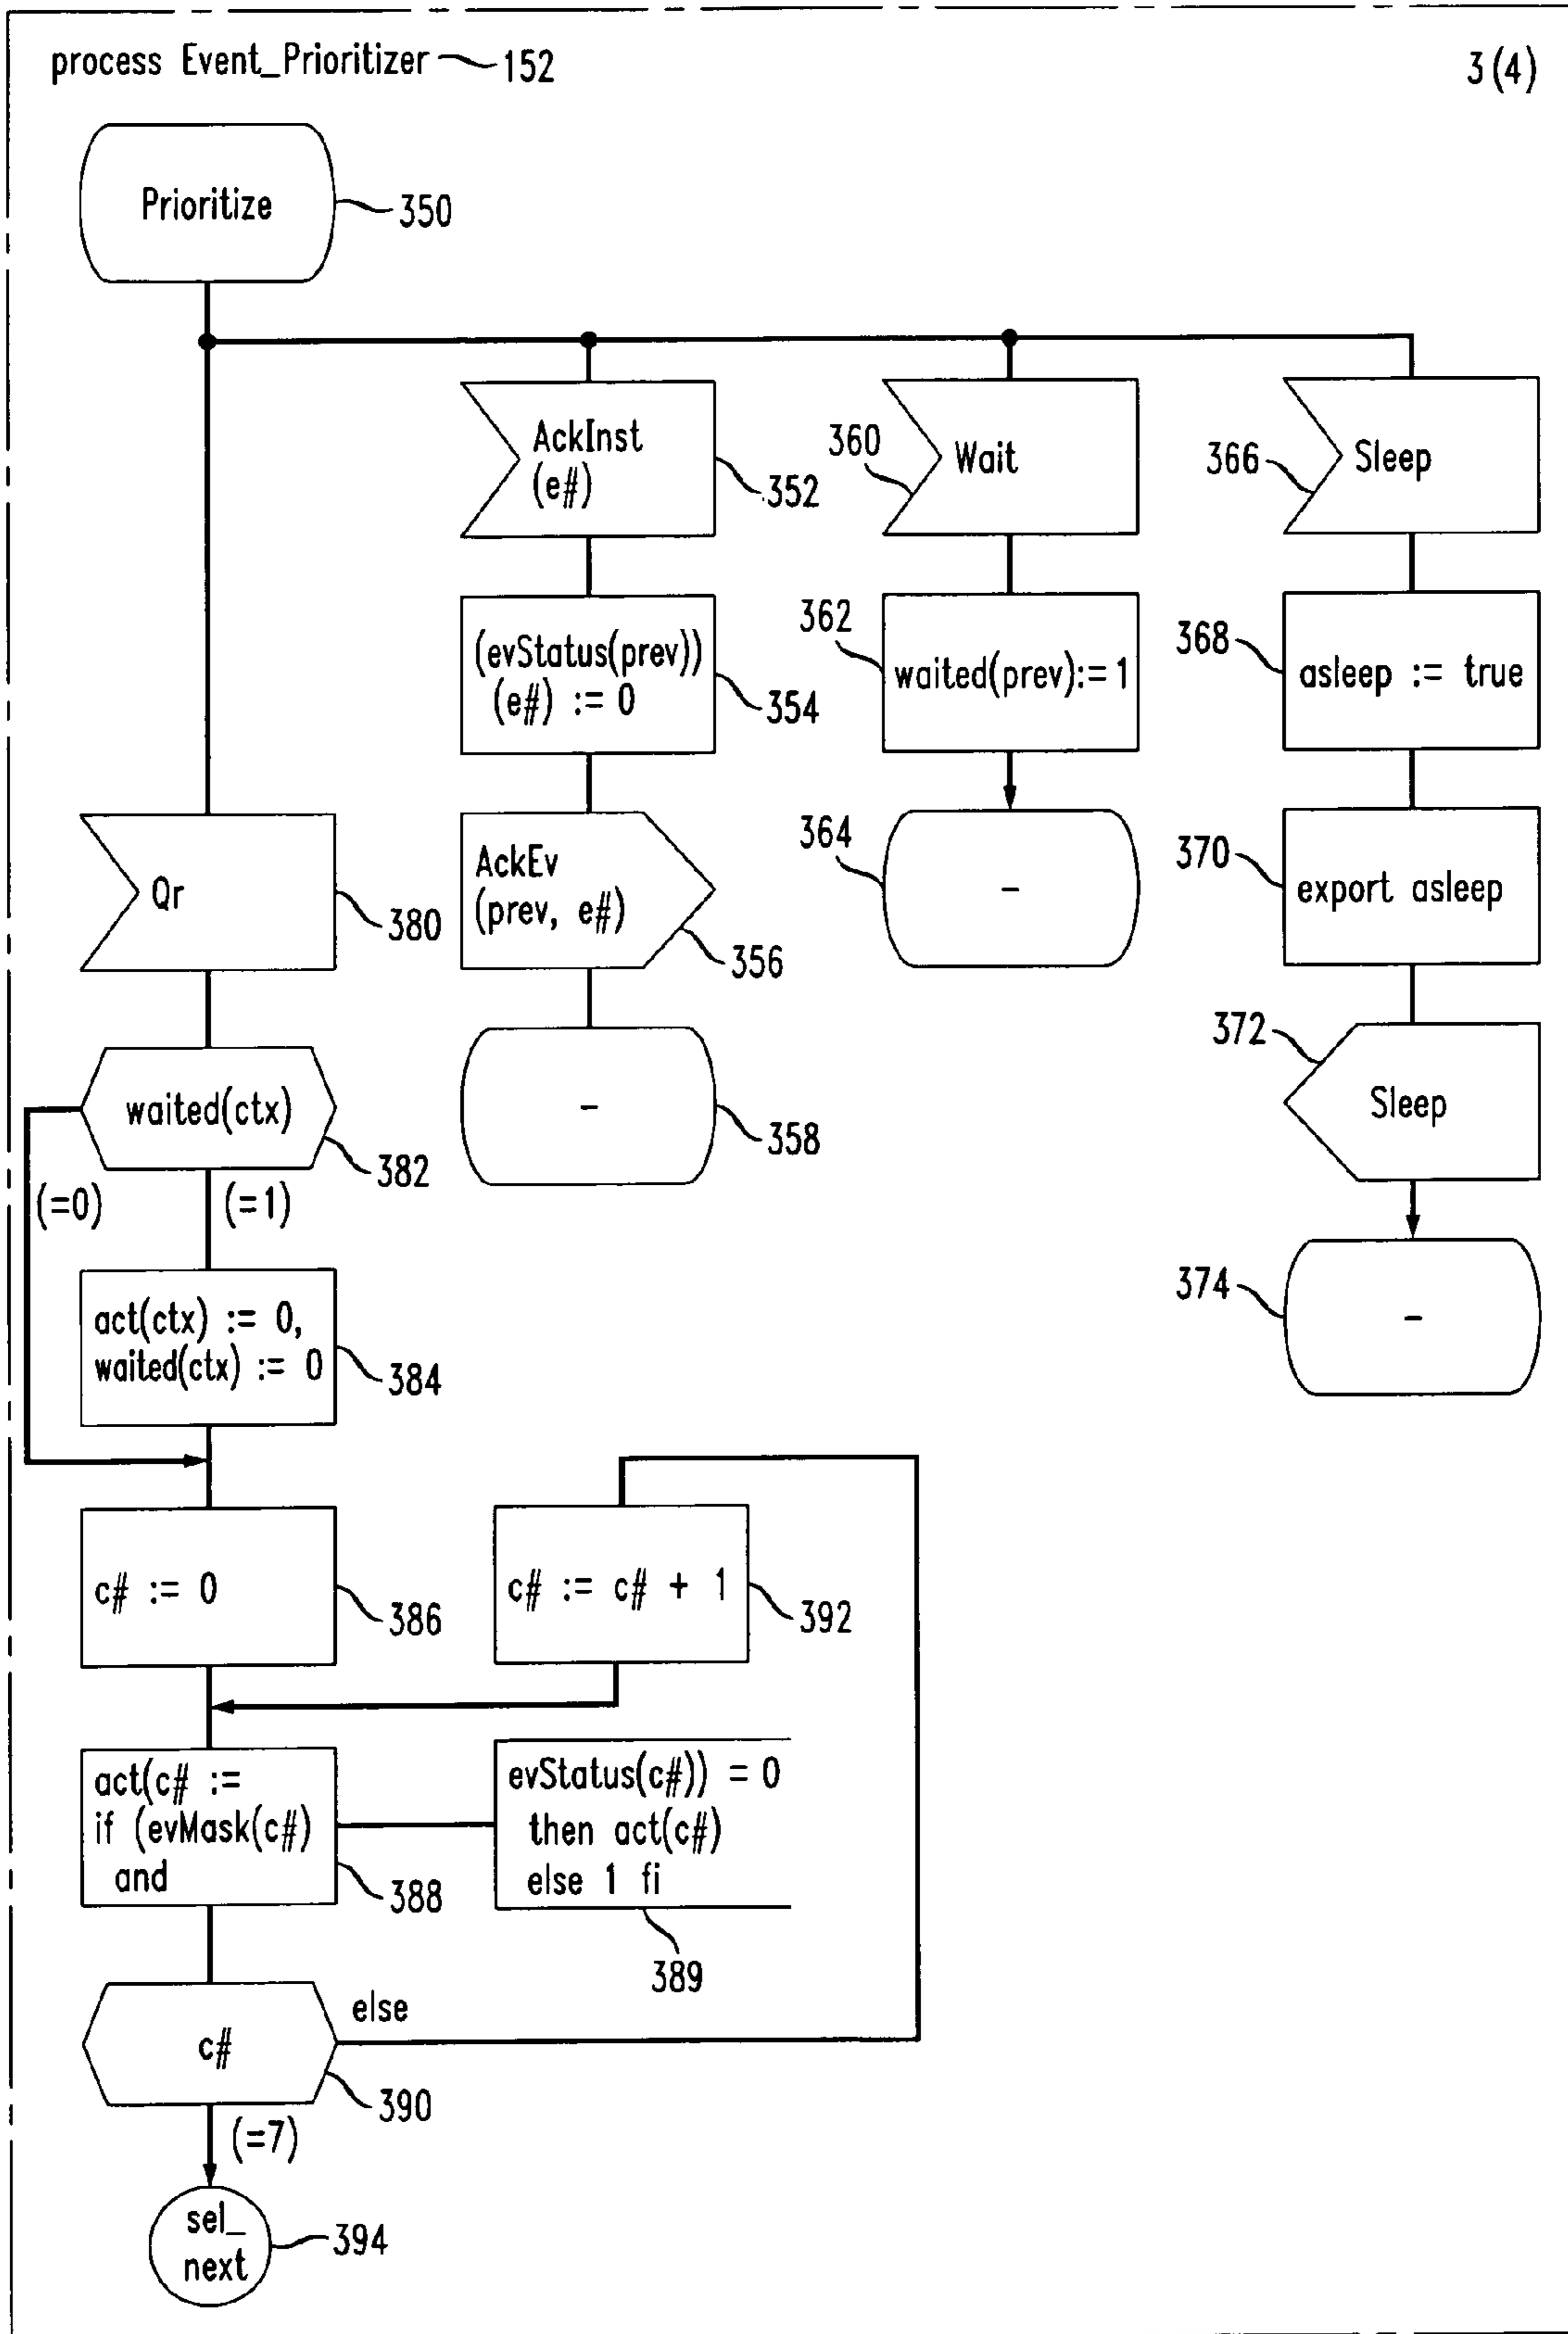 process Event_Prioritizer 152
3(4)
Prioritize
350
AckInst
(e#)
352
360
Wait
366
Sleep
(evStatus(prev))
(e#) := 0
354
362
waited(prev):= 1
368
asleep := true
Qr
380
AckEv
(prev, e#)
356
364
-
370
export asleep
waited(ctx)
382
(=0)
(=1)
-
358
372
Sleep
act(ctx) := 0,
waited(ctx) := 0
384
374
-
c# := 0
386
c# := c# + 1
392
act(c# :=
if (evMask(c#)
and
388
evStatus(c#)) = 0
then act(c#)
else 1 fi
389
c#
else
390
(=7)
sel_
next
394